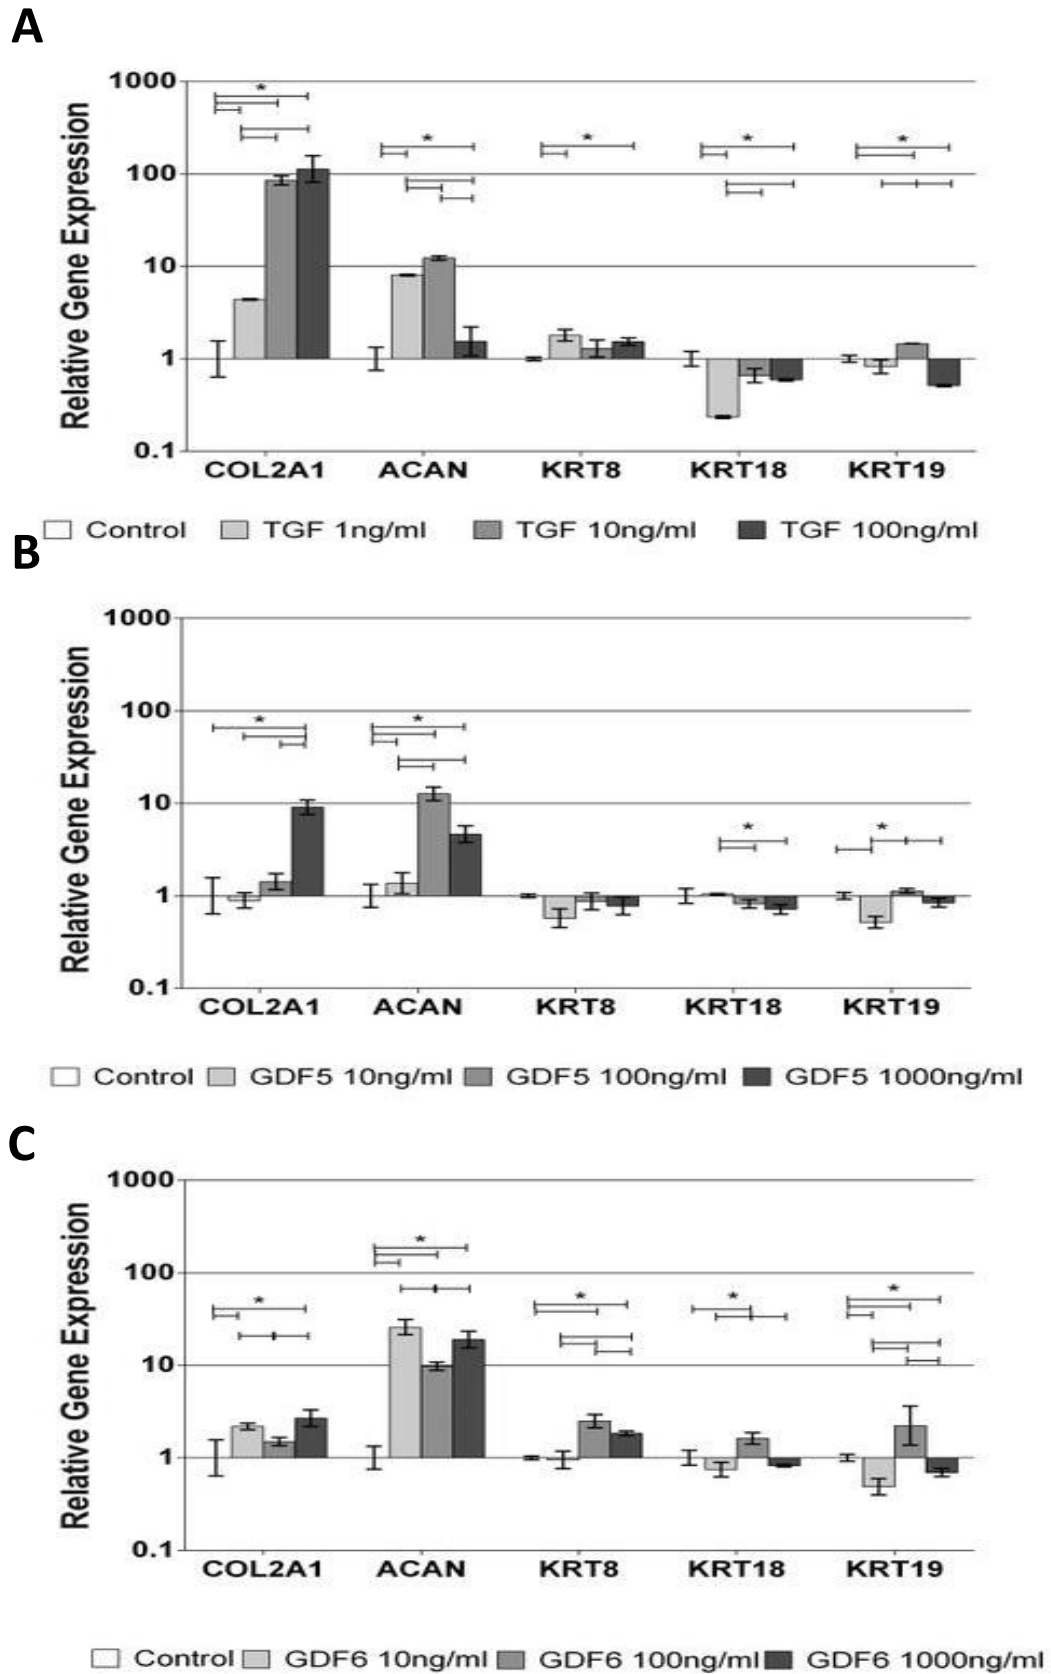 A
Relative Gene Expression
1000
100
10
1
0.1
* * * * *
COL2A1 ACAN KRT8 KRT18 KRT19
Control TGF 1ng/ml TGF 10ng/ml TGF 100ng/ml
B
Relative Gene Expression
1000
100
10
1
0.1
* * * *
COL2A1 ACAN KRT8 KRT18 KRT19
Control GDF5 10ng/ml GDF5 100ng/ml GDF5 1000ng/ml
C
Relative Gene Expression
1000
100
10
1
0.1
* * * * *
COL2A1 ACAN KRT8 KRT18 KRT19
Control GDF6 10ng/ml GDF6 100ng/ml GDF6 1000ng/ml